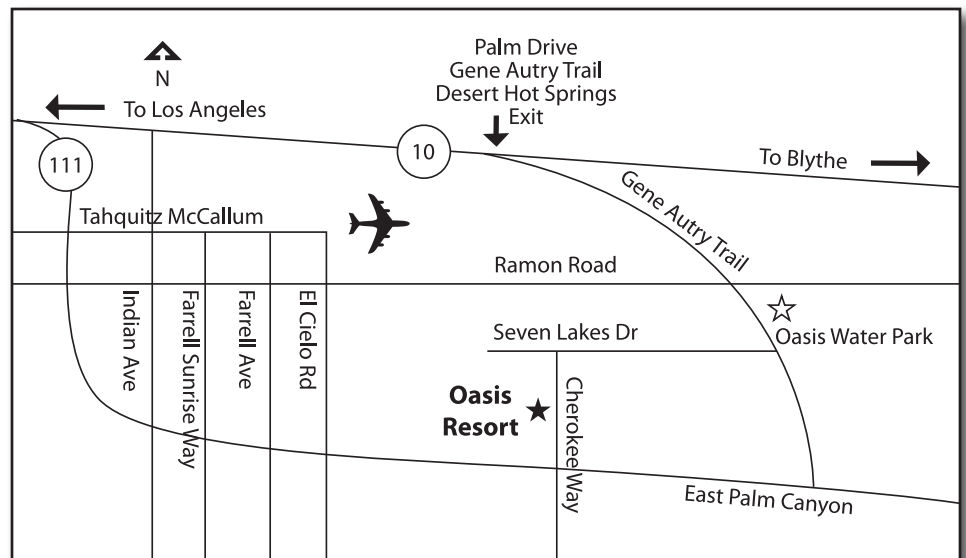 Palm Drive
Gene Autry Trail
Desert Hot Springs
Exit
N
To Los Angeles
111
10
To Blythe
Gene Autry Trail
Tahquitz McCallum
Ramon Road
Indian Ave
Farrell Sunrise Way
Farrell Ave
El Cielo Rd
Seven Lakes Dr
Oasis Water Park
Oasis
Resort
Cherokee Way
East Palm Canyon